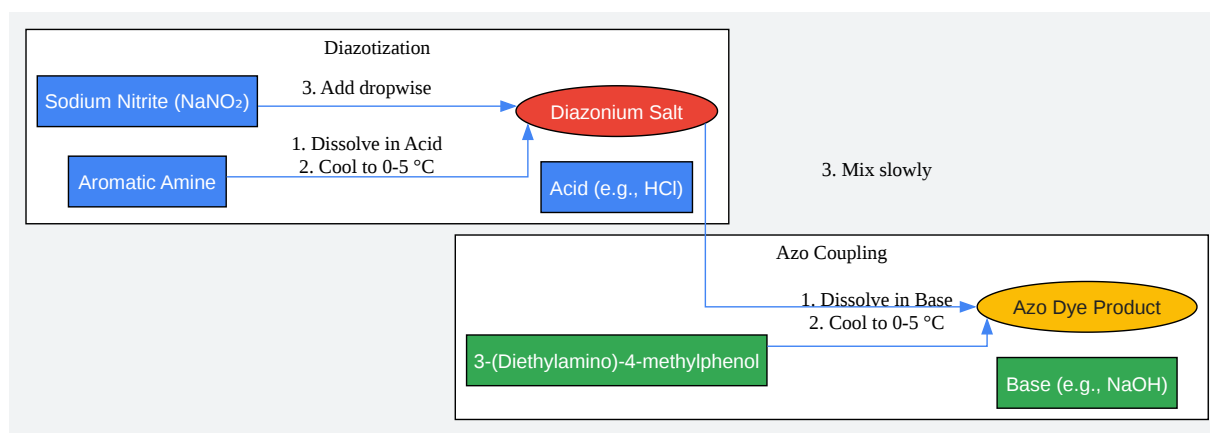 Diazotization
Sodium Nitrite (NaNO₂)
3. Add dropwise
Diazonium Salt
1. Dissolve in Acid
2. Cool to 0-5 °C
Aromatic Amine
Acid (e.g., HCl)
3. Mix slowly
Azo Coupling
1. Dissolve in Base
2. Cool to 0-5 °C
Azo Dye Product
3-(Diethylamino)-4-methylphenol
Base (e.g., NaOH)